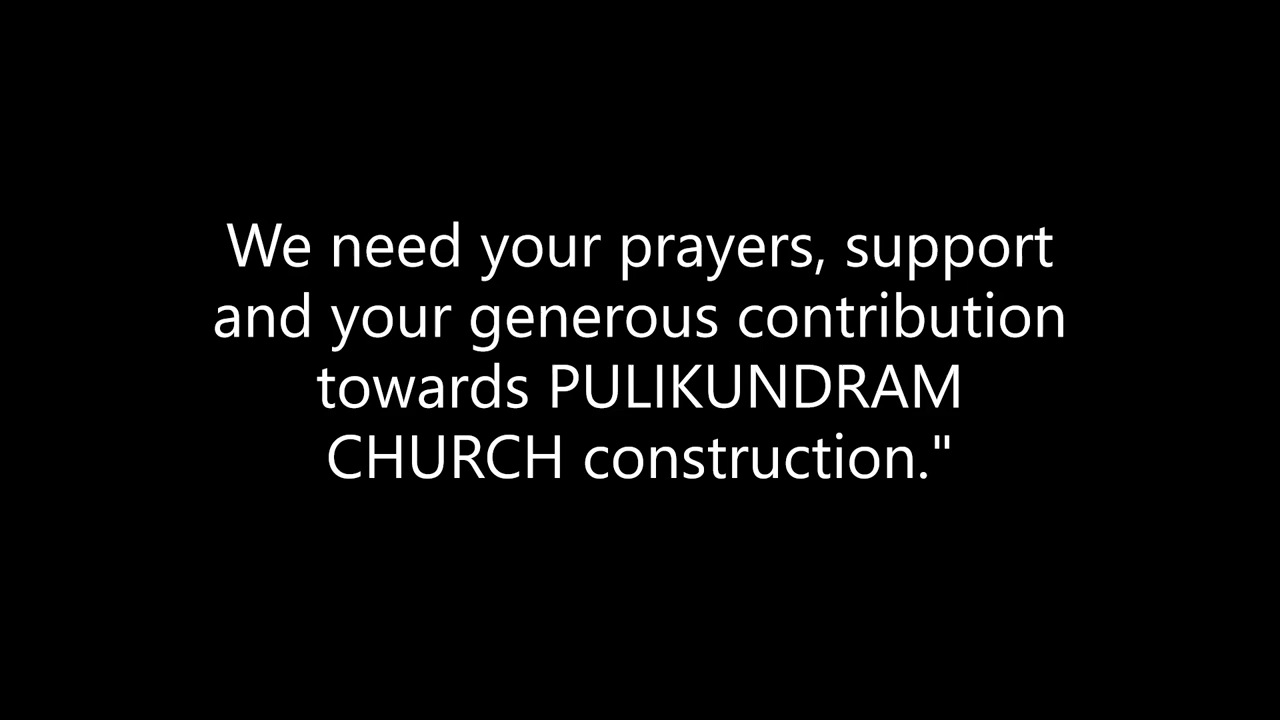 We need your prayers, support
and your generous contribution
towards PULIKUNDRAM
CHURCH construction."